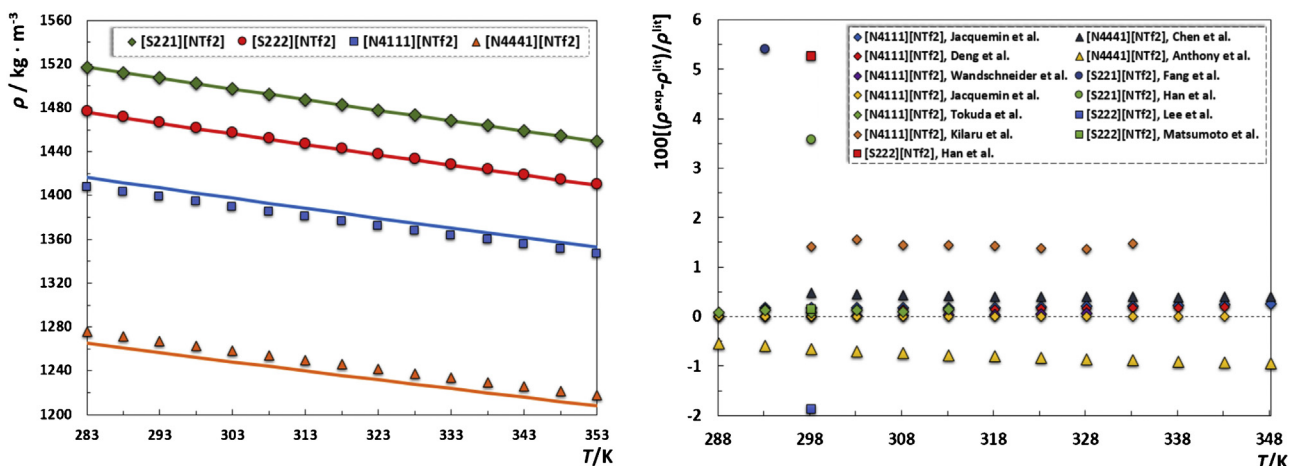 1560
1520
1480
1440
1400
1360
1320
1280
1240
1200
ρ / kg · m⁻³
[S221][NTf2] [S222][NTf2] [N4111][NTf2] [N4441][NTf2]
283 293 303 313 323 333 343 353
T/K
6
5
4
3
2
1
0
-1
-2
100[(ρ^exp-ρ^lit)/ρ^lit]
[N4111][NTf2], Jacquemin et al. [N4441][NTf2], Chen et al.
[N4111][NTf2], Deng et al. [N4441][NTf2], Anthony et al.
[N4111][NTf2], Wandschneider et al. [S221][NTf2], Fang et al.
[N4111][NTf2], Jacquemin et al. [S221][NTf2], Han et al.
[N4111][NTf2], Tokuda et al. [S222][NTf2], Lee et al.
[N4111][NTf2], Kilaru et al. [S222][NTf2], Matsumoto et al.
[S222][NTf2], Han et al.
288 298 308 318 328 338 348
T/K